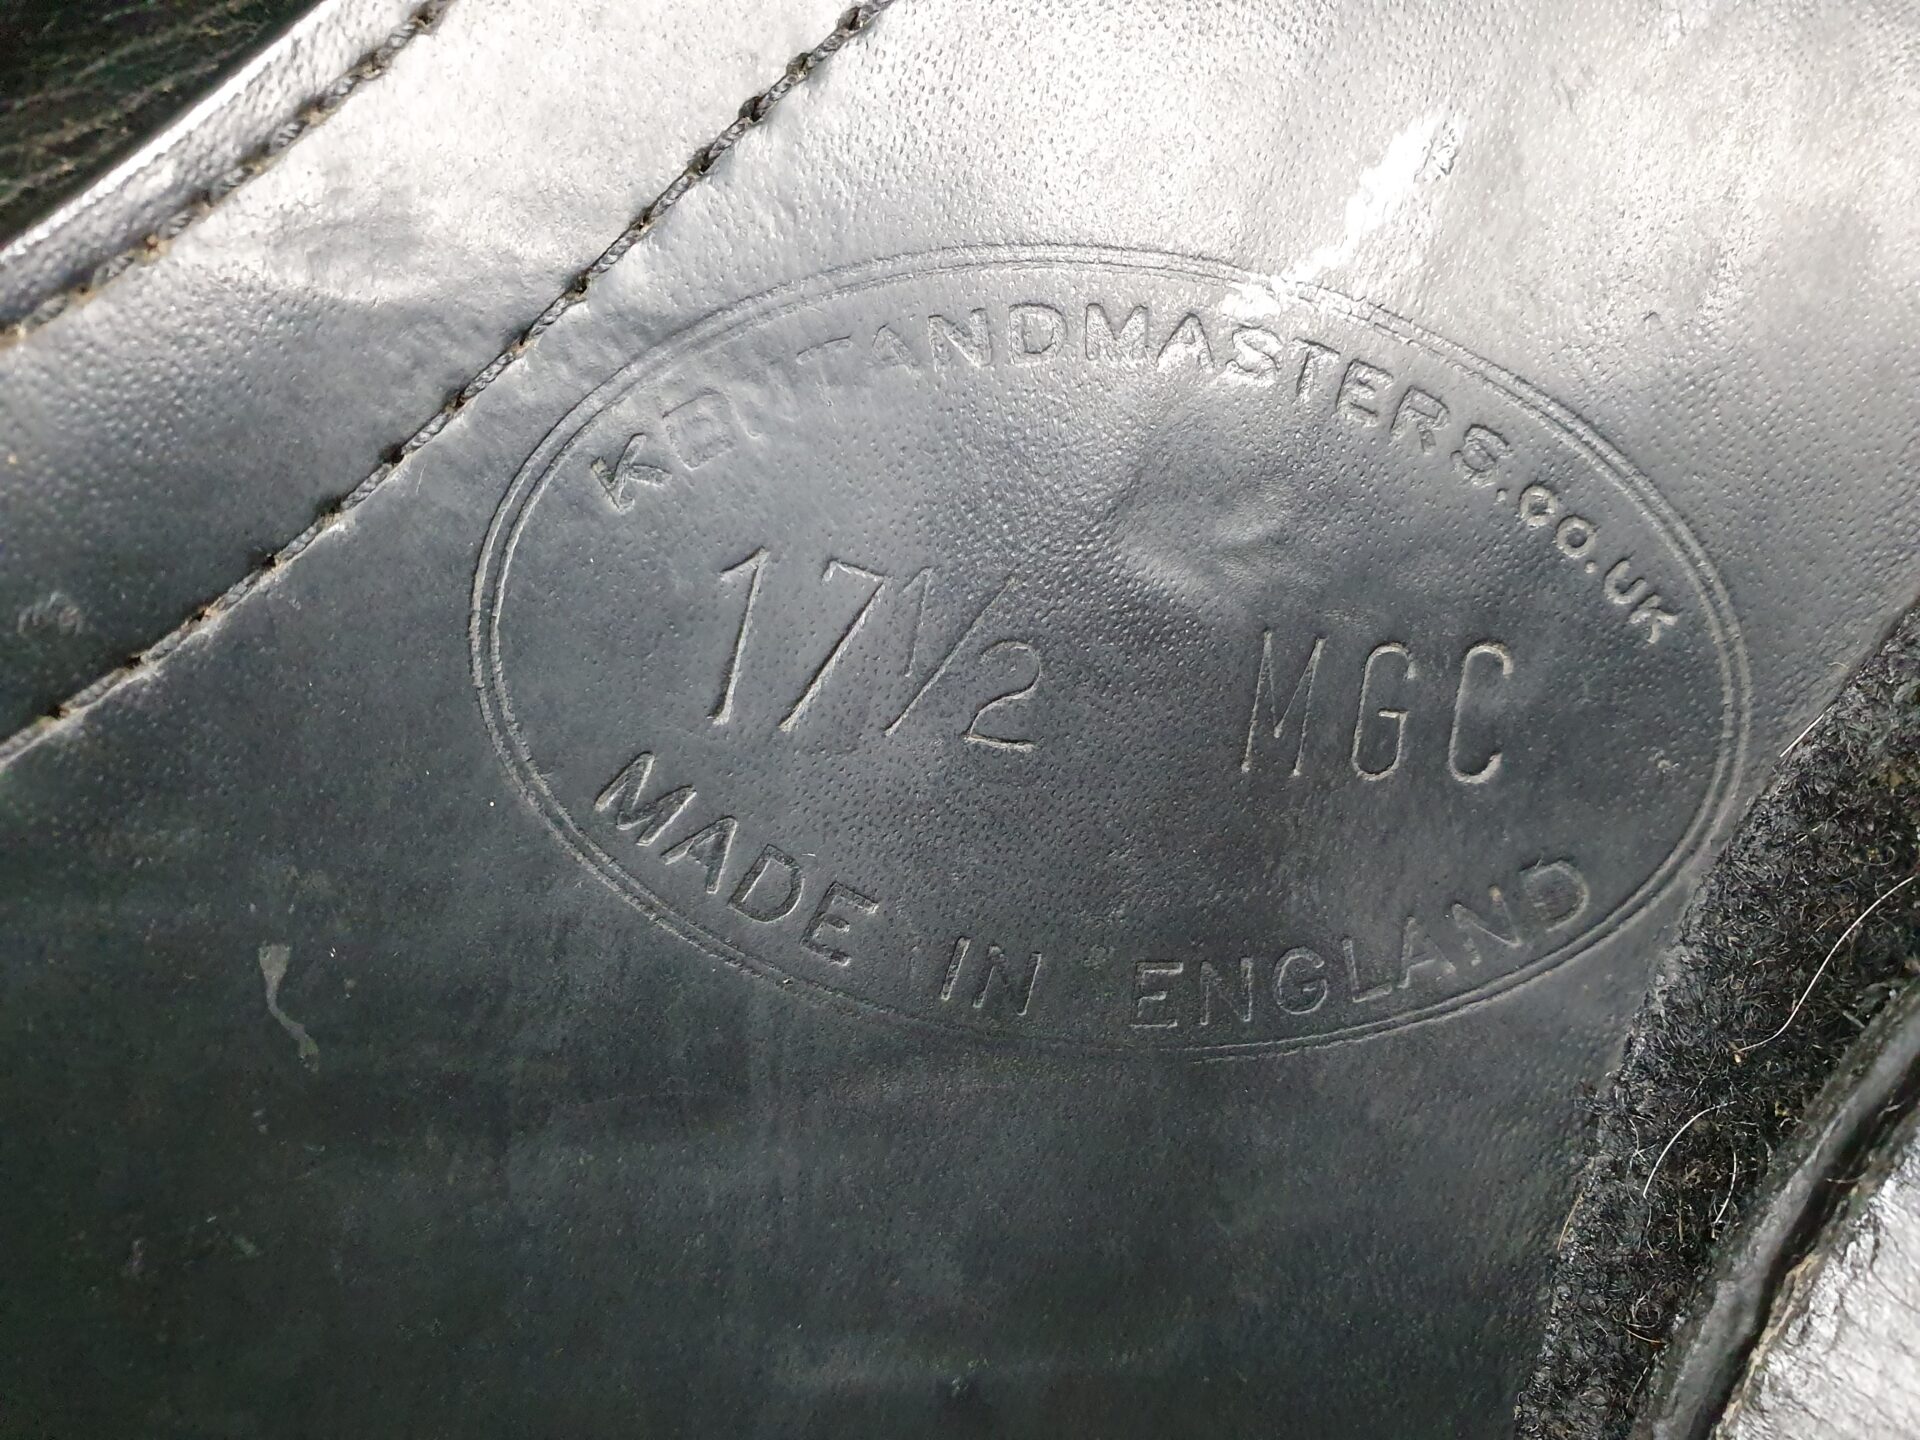 KENTANDMASTERS.CO.UK
17½ MGC
MADE IN ENGLAND